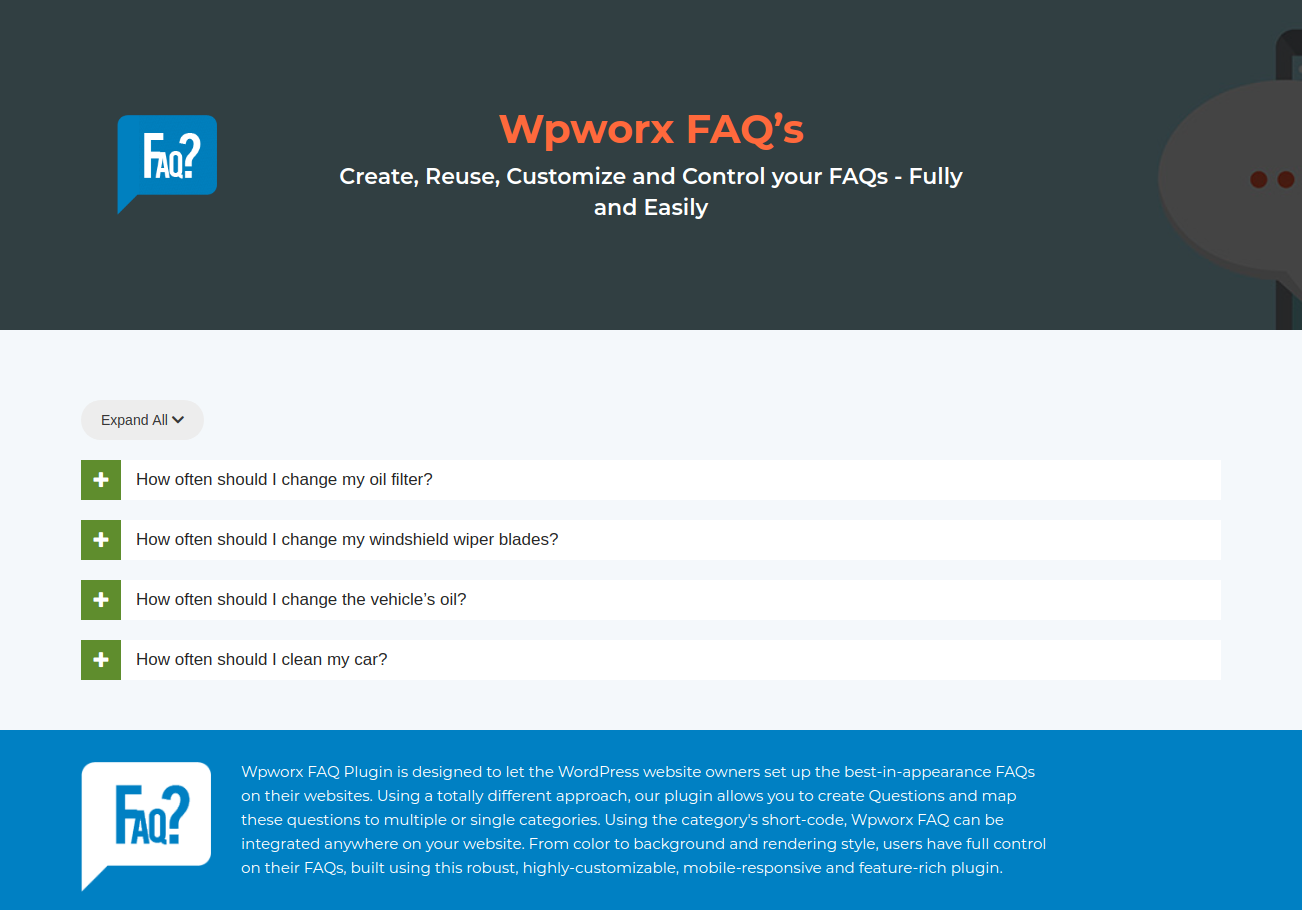 FAQ?
Wpworx FAQ’s
Create, Reuse, Customize and Control your FAQs - Fully
and Easily
Expand All
How often should I change my oil filter?
How often should I change my windshield wiper blades?
How often should I change the vehicle’s oil?
How often should I clean my car?
FAQ?
Wpworx FAQ Plugin is designed to let the WordPress website owners set up the best-in-appearance FAQs
on their websites. Using a totally different approach, our plugin allows you to create Questions and map
these questions to multiple or single categories. Using the category's short-code, Wpworx FAQ can be
integrated anywhere on your website. From color to background and rendering style, users have full control
on their FAQs, built using this robust, highly-customizable, mobile-responsive and feature-rich plugin.